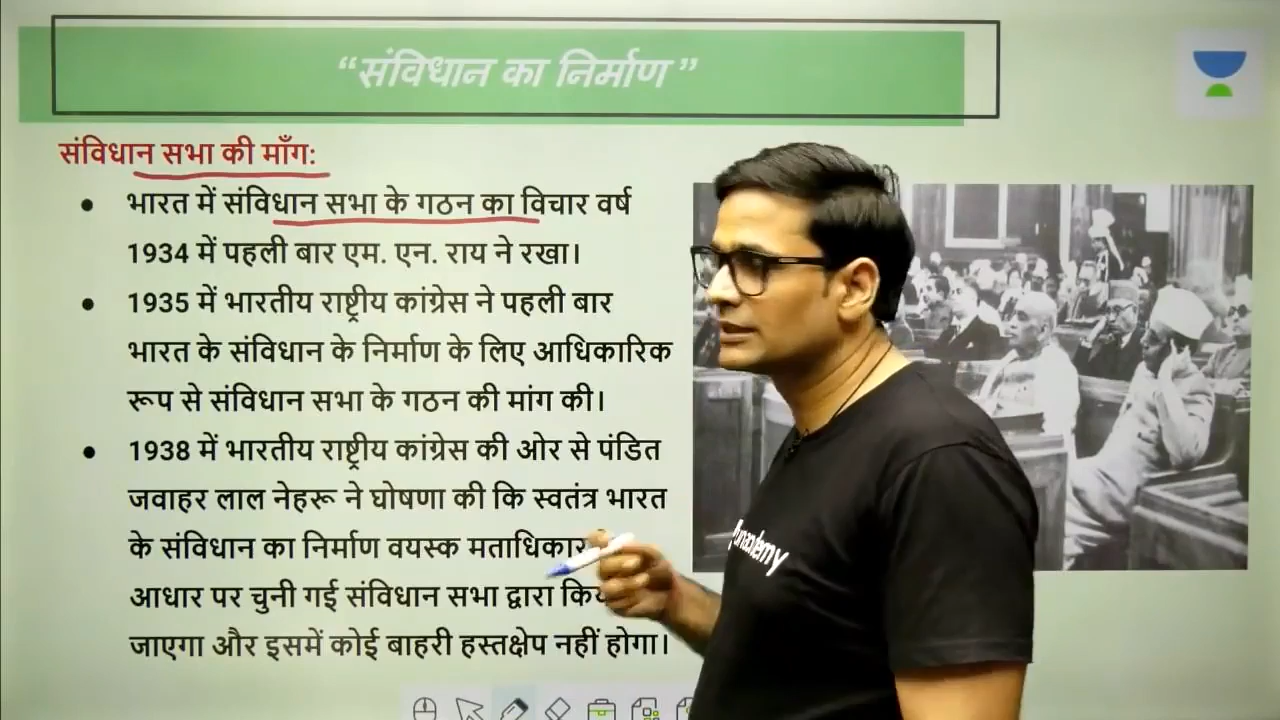 “संविधान का निर्माण ”
संविधान सभा की माँग:
• भारत में संविधान सभा के गठन का विचार वर्ष
1934 में पहली बार एम. एन. राय ने रखा।
• 1935 में भारतीय राष्ट्रीय कांग्रेस ने पहली बार
भारत के संविधान के निर्माण के लिए आधिकारिक
रूप से संविधान सभा के गठन की मांग की।
• 1938 में भारतीय राष्ट्रीय कांग्रेस की ओर से पंडित
जवाहर लाल नेहरू ने घोषणा की कि स्वतंत्र भारत
के संविधान का निर्माण वयस्क मताधिकार
आधार पर चुनी गई संविधान सभा द्वारा
जाएगा और इसमें कोई बाहरी हस्तक्षेप नहीं होगा।
unacademy